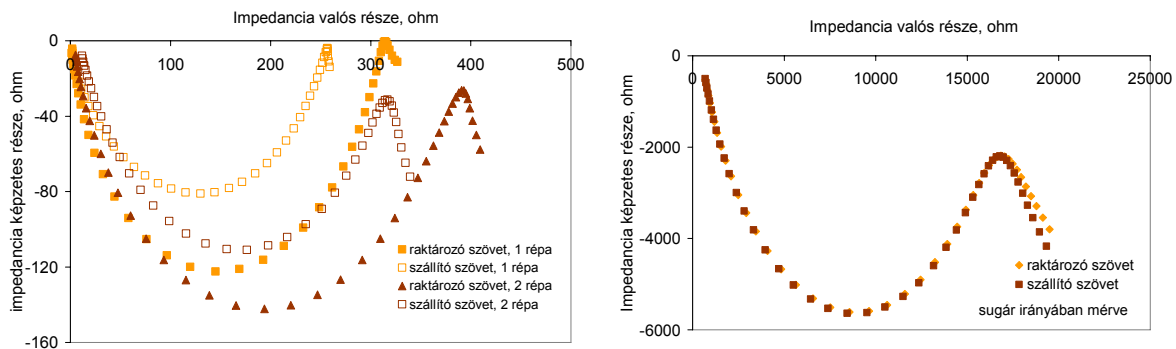 Impedancia valós része, ohm
0
0 100 200 300 400 500
-40
-80
-120
-160
impedancia képzetes része, ohm
raktározó szövet, 1 répa
szállító szövet, 1 répa
raktározó szövet, 2 répa
szállító szövet, 2 répa
Impedancia valós része, ohm
0
0 5000 10000 15000 20000 25000
-2000
-4000
-6000
Impedancia képzetes része, ohm
raktározó szövet
szállító szövet
sugár irányában mérve